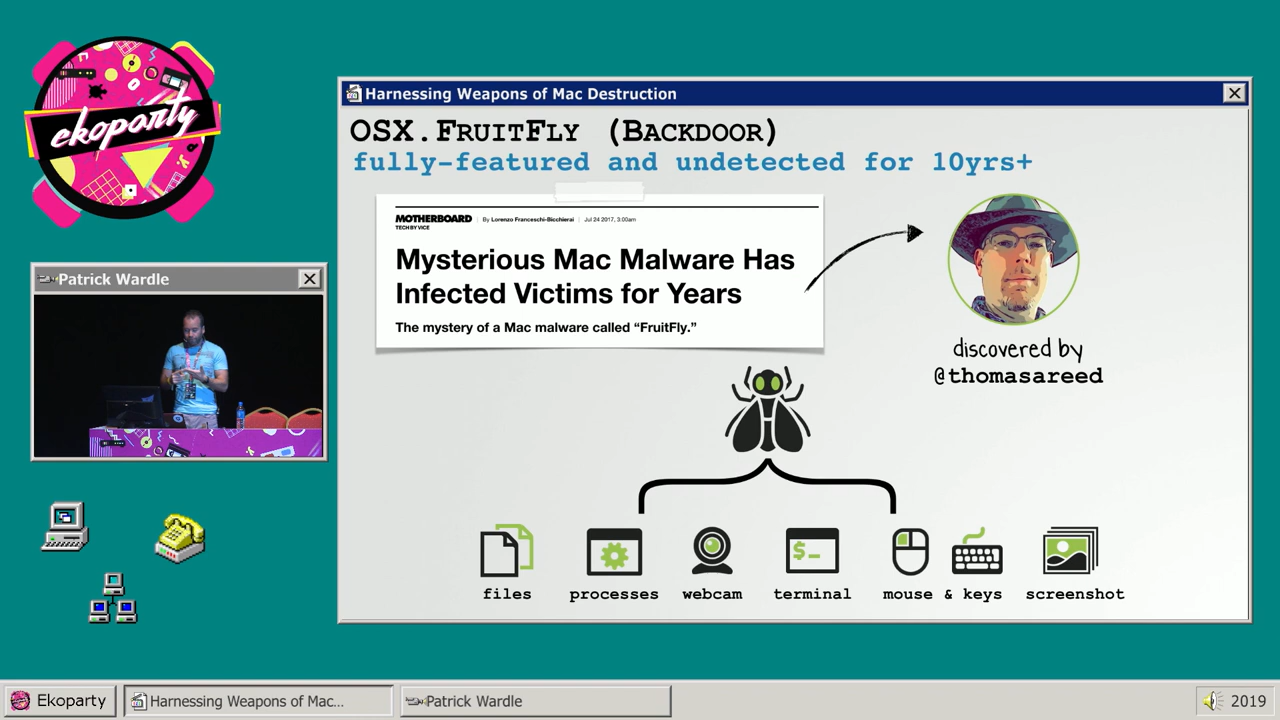 ekoparty
Harnessing Weapons of Mac Destruction
OSX.FRUITFLY (BACKDOOR)
fully-featured and undetected for 10yrs+
MOTHERBOARD
TECH BY VICE
By Lorenzo Franceschi-Bicchierai | Jul 24 2017, 3:00am
Mysterious Mac Malware Has
Infected Victims for Years
The mystery of a Mac malware called “FruitFly.”
discovered by
@thomasareed
Patrick Wardle
$_
files processes webcam terminal mouse & keys screenshot
Ekoparty
Harnessing Weapons of Mac...
Patrick Wardle
2019